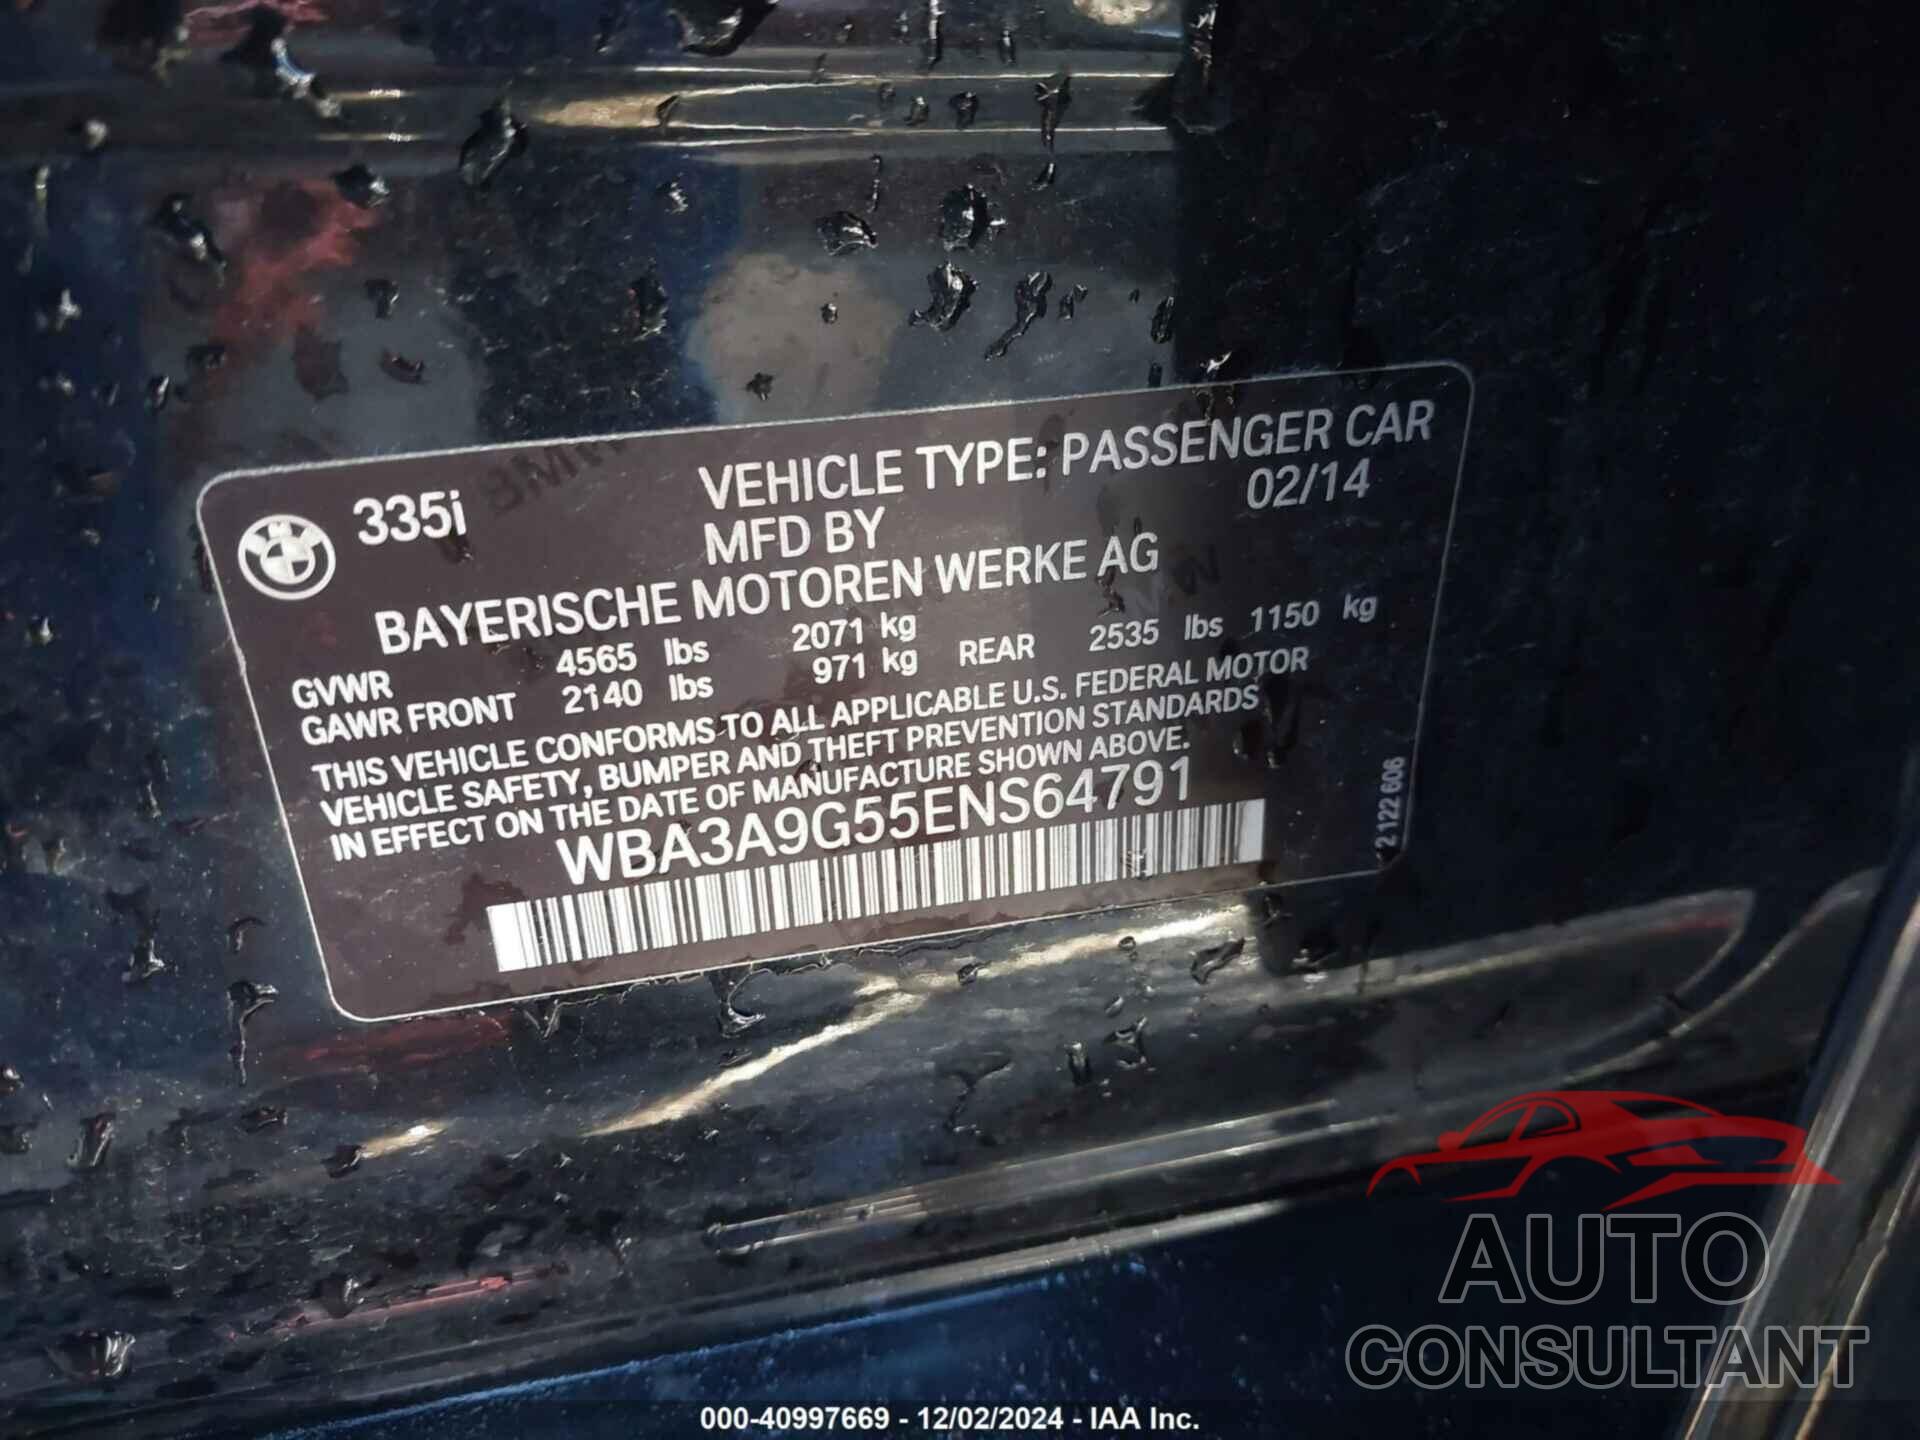 335i
VEHICLE TYPE: PASSENGER CAR
MFD BY 02/14
BAYERISCHE MOTOREN WERKE AG
GVWR 4565 lbs 2071 kg
GAWR FRONT 2140 lbs 971 kg REAR 2535 lbs 1150 kg
THIS VEHICLE CONFORMS TO ALL APPLICABLE U.S. FEDERAL MOTOR
VEHICLE SAFETY, BUMPER AND THEFT PREVENTION STANDARDS
IN EFFECT ON THE DATE OF MANUFACTURE SHOWN ABOVE.
WBA3A9G55ENS64791
2 122 606
AUTO
CONSULTANT
000-40997669 - 12/02/2024 - IAA Inc.